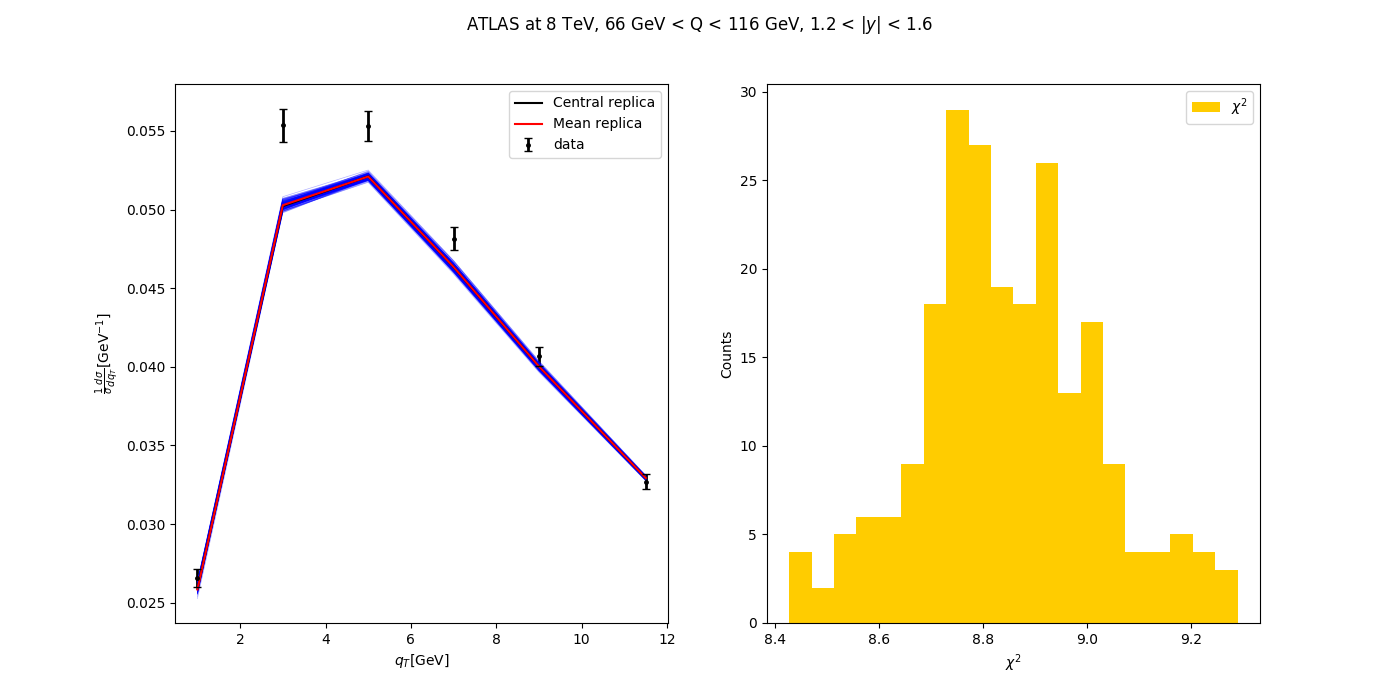 ATLAS at 8 TeV, 66 GeV < Q < 116 GeV, 1.2 < |y| < 1.6
Central replica
Mean replica
data
0.055
0.050
0.045
0.040
0.035
0.030
0.025
1/σ dσ/dq_T [GeV⁻¹]
2 4 6 8 10 12
q_T[GeV]
χ²
30
25
20
15
10
5
0
Counts
8.4 8.6 8.8 9.0 9.2
χ²